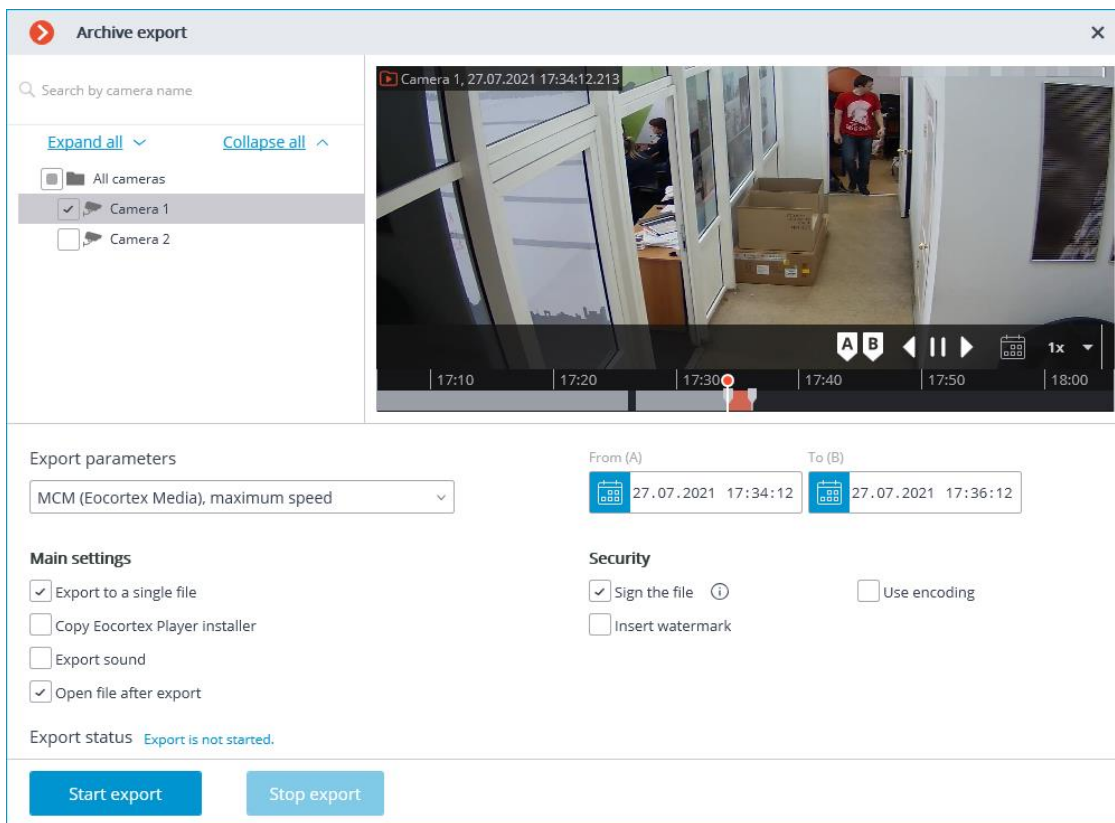 Archive export
Search by camera name
Expand all
Collapse all
All cameras
Camera 1
Camera 2
Camera 1, 27.07.2021 17:34:12.213
A B
1x
17:10 17:20 17:30 17:40 17:50 18:00
Export parameters
MCM (Eocortex Media), maximum speed
From (A) To (B)
27.07.2021 17:34:12 27.07.2021 17:36:12
Main settings
Export to a single file
Copy Eocortex Player installer
Export sound
Open file after export
Security
Sign the file
Use encoding
Insert watermark
Export status Export is not started.
Start export Stop export